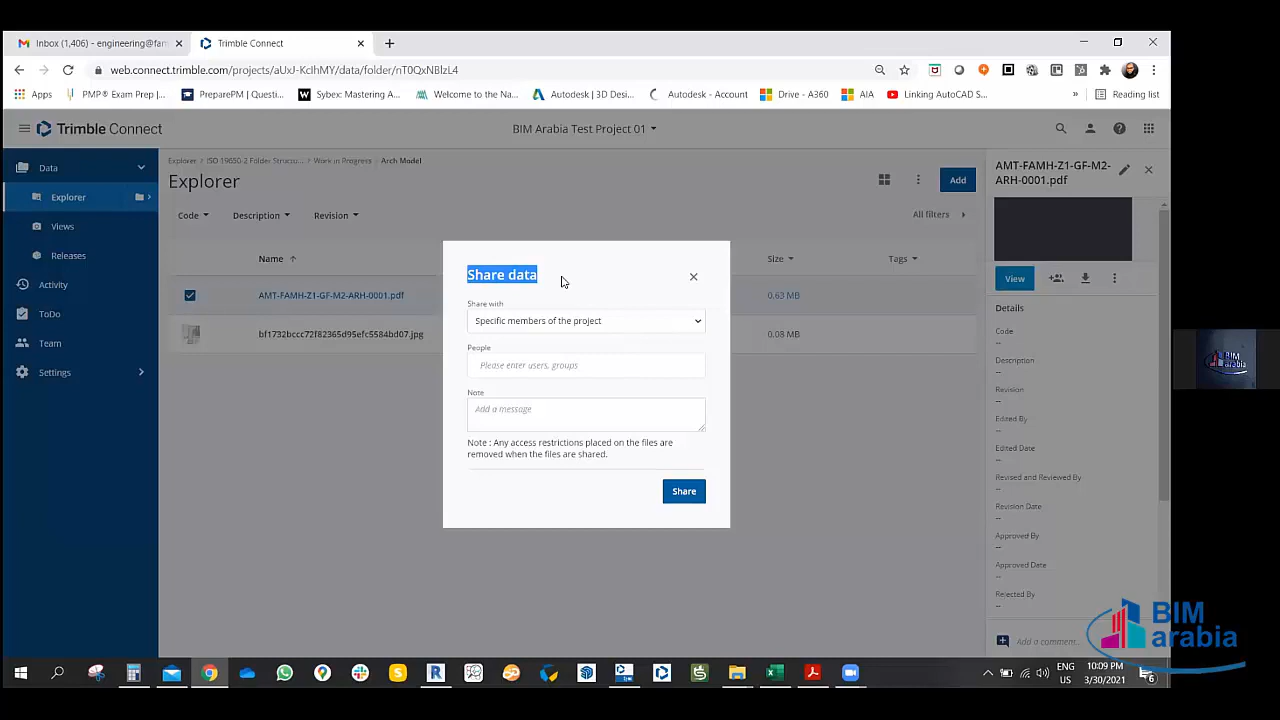 Inbox (1,406) - engineering@fam
Trimble Connect
web.connect.trimble.com/projects/aUxJ-KcIhMY/data/folder/nT0QxNBlzL4
Apps
PMP® Exam Prep |...
PreparePM | Questi...
Sybex: Mastering A...
Welcome to the Na...
Autodesk | 3D Desi...
Autodesk - Account
Drive - A360
AIA
Linking AutoCAD S...
»
Reading list
Trimble Connect
BIM Arabia Test Project 01
Data
Explorer
Views
Releases
Activity
ToDo
Team
Settings
Explorer / ISO 19650-2 Folder Strucco... / Work in Progress / Arch Model
Explorer
Add
Code
Description
Revision
All filters
Name
Size
Tags
AMT-FAMH-Z1-GF-M2-ARH-0001.pdf
0.63 MB
bf1732bccc72f82365d95efc5584bd07.jpg
0.08 MB
Share data
Share with
Specific members of the project
People
Please enter users, groups
Note
Add a message
Note : Any access restrictions placed on the files are
removed when the files are shared.
Share
AMT-FAMH-Z1-GF-M2-
ARH-0001.pdf
View
Details
Code
--
Description
--
Revision
--
Edited By
--
Edited Date
--
Revised and Reviewed By
--
Revision Date
--
Approved By
--
Approved Date
--
Rejected By
--
Add a comment...
BIM
arabia
BIM
arabia
ENG
US
10:09 PM
3/30/2021
6